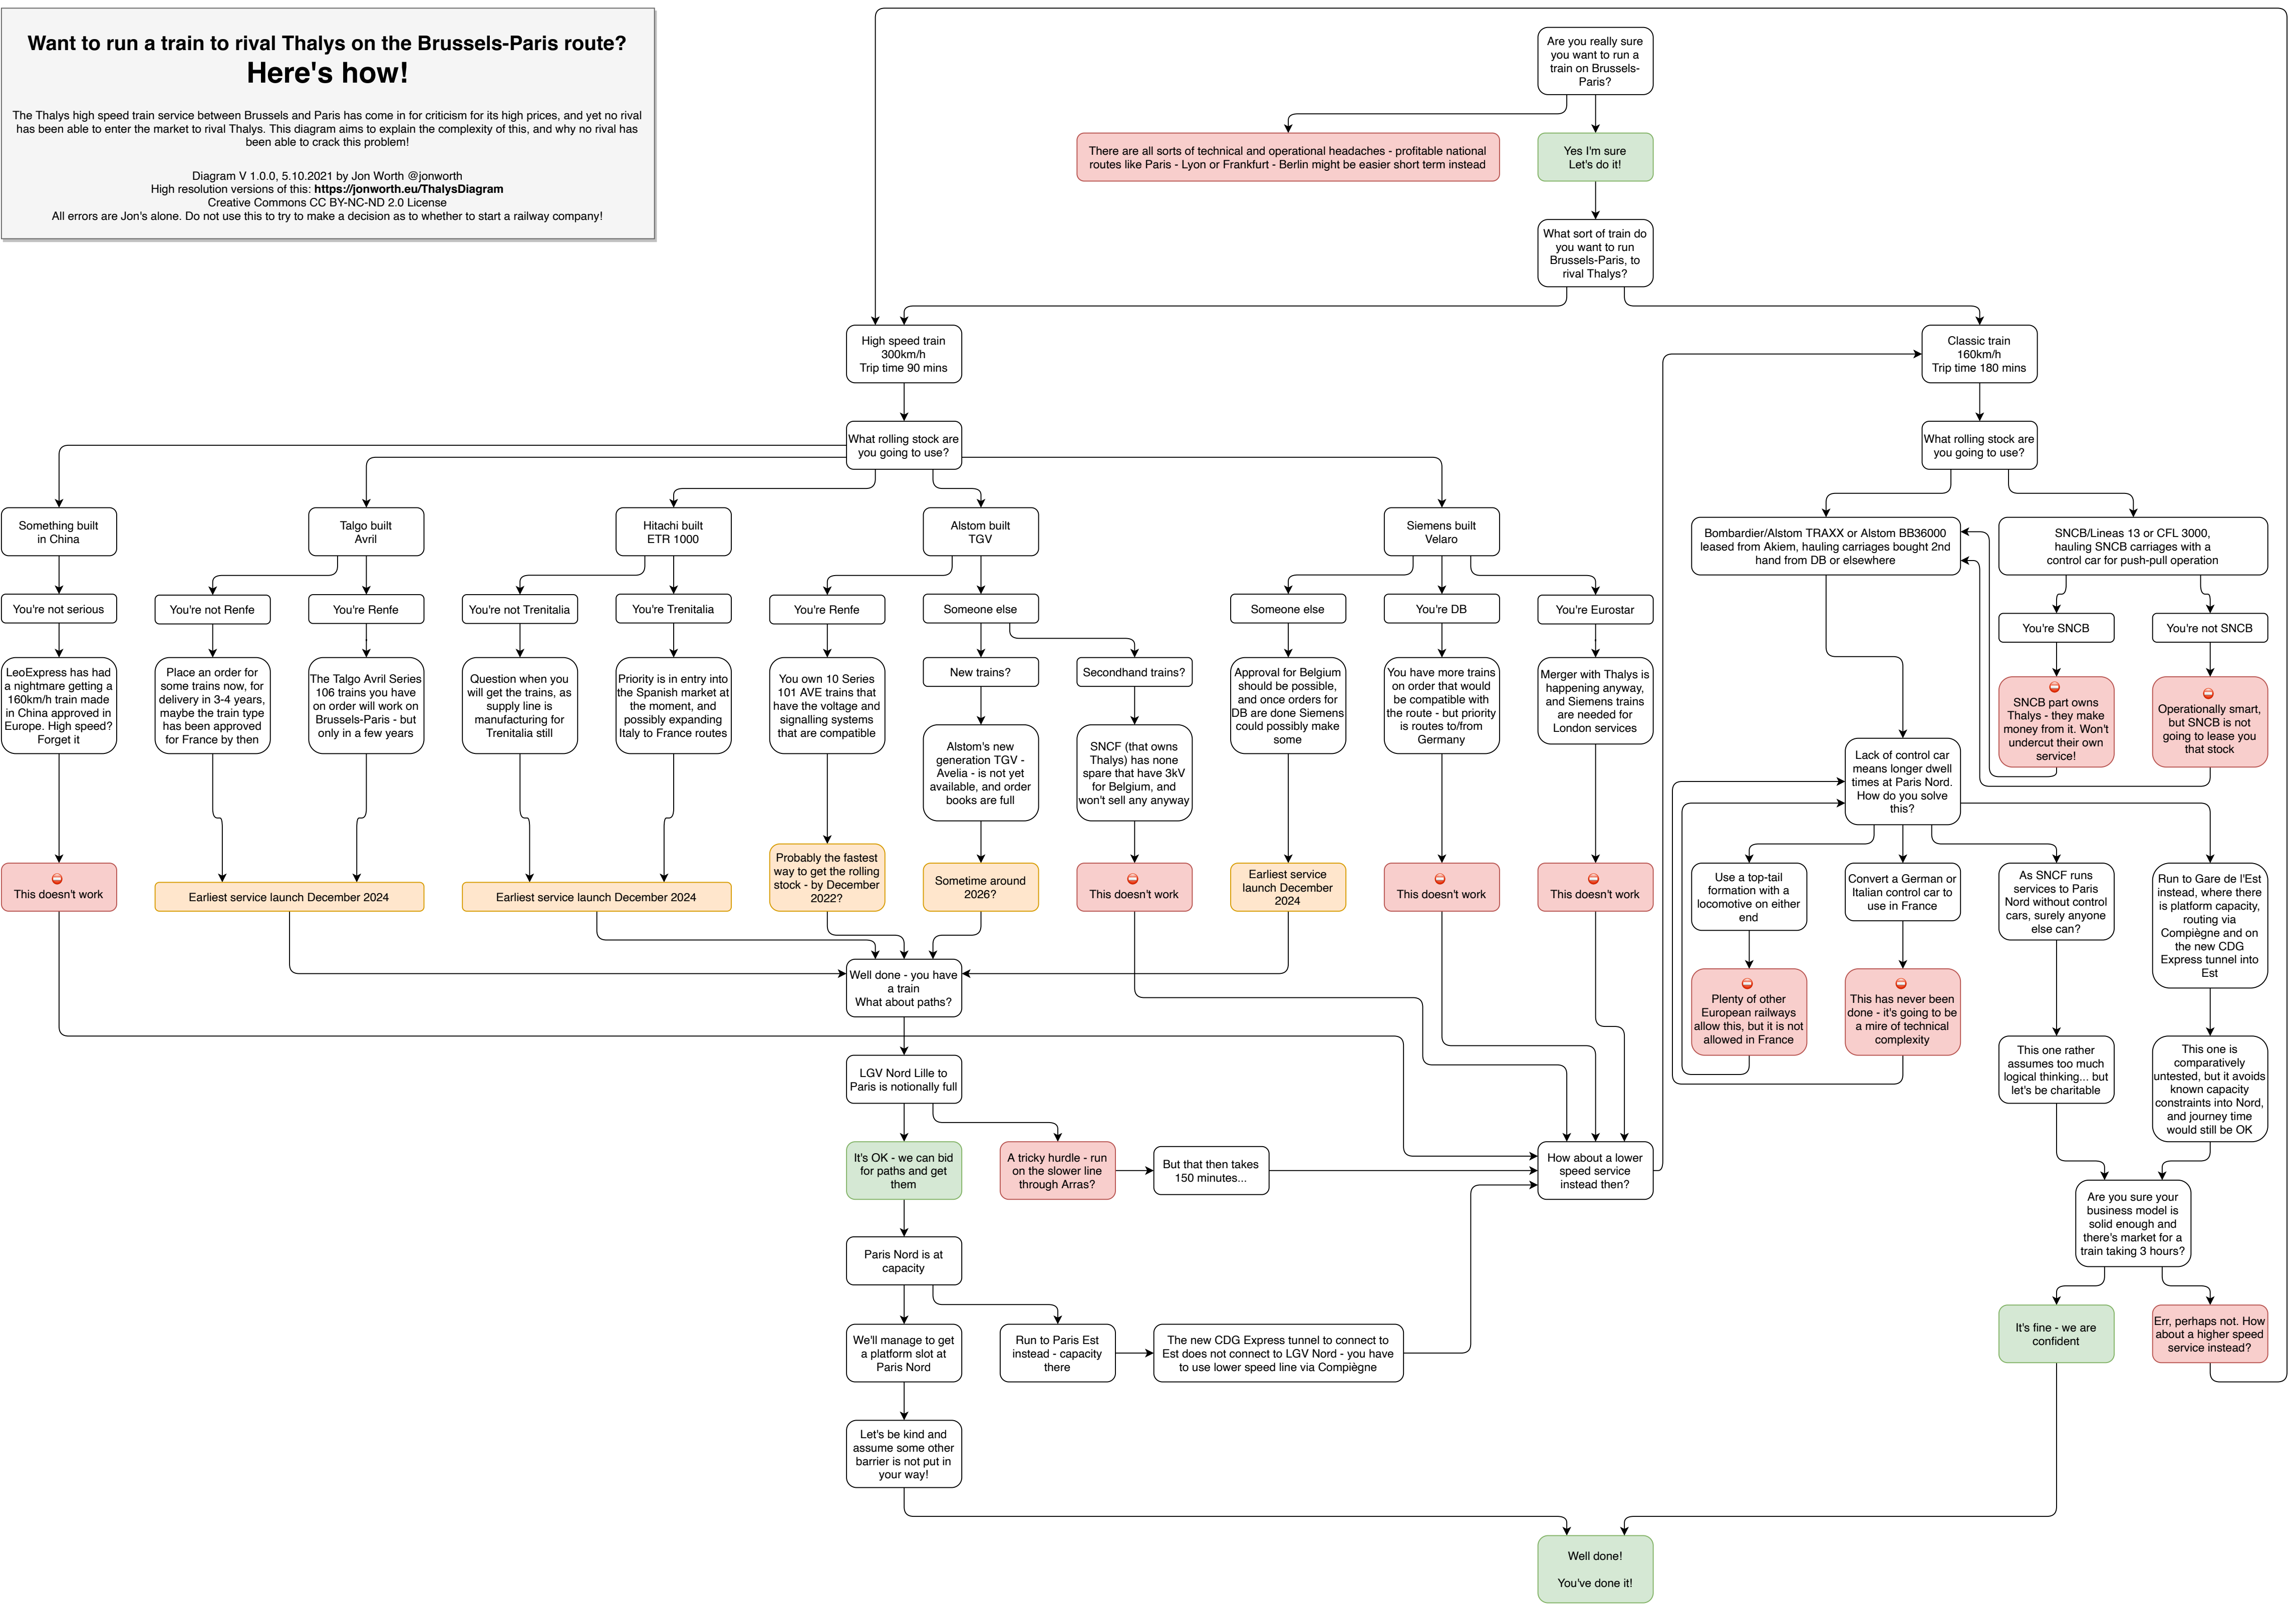 Want to run a train to rival Thalys on the Brussels-Paris route?
Here's how!
The Thalys high speed train service between Brussels and Paris has come in for criticism for its high prices, and yet no rival
has been able to enter the market to rival Thalys. This diagram aims to explain the complexity of this, and why no rival has
been able to crack this problem!
Diagram V 1.0.0, 5.10.2021 by Jon Worth @jonworth
High resolution versions of this: https://jonworth.eu/ThalysDiagram
Creative Commons CC BY-NC-ND 2.0 License
All errors are Jon's alone. Do not use this to try to make a decision as to whether to start a railway company!
Are you really sure
you want to run a
train on Brussels-
Paris?
There are all sorts of technical and operational headaches - profitable national
routes like Paris - Lyon or Frankfurt - Berlin might be easier short term instead
Yes I'm sure
Let's do it!
What sort of train do
you want to run
Brussels-Paris, to
rival Thalys?
High speed train
300km/h
Trip time 90 mins
Classic train
160km/h
Trip time 180 mins
What rolling stock are
you going to use?
What rolling stock are
you going to use?
Something built
in China
Talgo built
Avril
Hitachi built
ETR 1000
Alstom built
TGV
Siemens built
Velaro
Bombardier/Alstom TRAXX or Alstom BB36000
leased from Akiem, hauling carriages bought 2nd
hand from DB or elsewhere
SNCB/Lineas 13 or CFL 3000,
hauling SNCB carriages with a
control car for push-pull operation
You're not serious
You're not Renfe
You're Renfe
You're not Trenitalia
You're Trenitalia
You're Renfe
Someone else
Someone else
You're DB
You're Eurostar
You're SNCB
You're not SNCB
LeoExpress has had
a nightmare getting a
160km/h train made
in China approved in
Europe. High speed?
Forget it
Place an order for
some trains now, for
delivery in 3-4 years,
maybe the train type
has been approved
for France by then
The Talgo Avril Series
106 trains you have
on order will work on
Brussels-Paris - but
only in a few years
Question when you
will get the trains, as
supply line is
manufacturing for
Trenitalia still
Priority is in entry into
the Spanish market at
the moment, and
possibly expanding
Italy to France routes
You own 10 Series
101 AVE trains that
have the voltage and
signalling systems
that are compatible
New trains?
Secondhand trains?
Approval for Belgium
should be possible,
and once orders for
DB are done Siemens
could possibly make
some
You have more trains
on order that would
be compatible with
the route - but priority
is routes to/from
Germany
Merger with Thalys is
happening anyway,
and Siemens trains
are needed for
London services
SNCB part owns
Thalys - they make
money from it. Won't
undercut their own
service!
Operationally smart,
but SNCB is not
going to lease you
that stock
Alstom's new
generation TGV -
Avelia - is not yet
available, and order
books are full
SNCF (that owns
Thalys) has none
spare that have 3kV
for Belgium, and
won't sell any anyway
Lack of control car
means longer dwell
times at Paris Nord.
How do you solve
this?
This doesn't work
Earliest service launch December 2024
Earliest service launch December 2024
Probably the fastest
way to get the rolling
stock - by December
2022?
Sometime around
2026?
This doesn't work
Earliest service
launch December
2024
This doesn't work
This doesn't work
Use a top-tail
formation with a
locomotive on either
end
Convert a German or
Italian control car to
use in France
As SNCF runs
services to Paris
Nord without control
cars, surely anyone
else can?
Run to Gare de l'Est
instead, where there
is platform capacity,
routing via
Compiègne and on
the new CDG
Express tunnel into
Est
Well done - you have
a train
What about paths?
Plenty of other
European railways
allow this, but it is not
allowed in France
This has never been
done - it's going to be
a mire of technical
complexity
This one rather
assumes too much
logical thinking... but
let's be charitable
This one is
comparatively
untested, but it avoids
known capacity
constraints into Nord,
and journey time
would still be OK
LGV Nord Lille to
Paris is notionally full
It's OK - we can bid
for paths and get
them
A tricky hurdle - run
on the slower line
through Arras?
But that then takes
150 minutes...
How about a lower
speed service
instead then?
Are you sure your
business model is
solid enough and
there's market for a
train taking 3 hours?
Paris Nord is at
capacity
We'll manage to get
a platform slot at
Paris Nord
Run to Paris Est
instead - capacity
there
The new CDG Express tunnel to connect to
Est does not connect to LGV Nord - you have
to use lower speed line via Compiègne
It's fine - we are
confident
Err, perhaps not. How
about a higher speed
service instead?
Let's be kind and
assume some other
barrier is not put in
your way!
Well done!
You've done it!